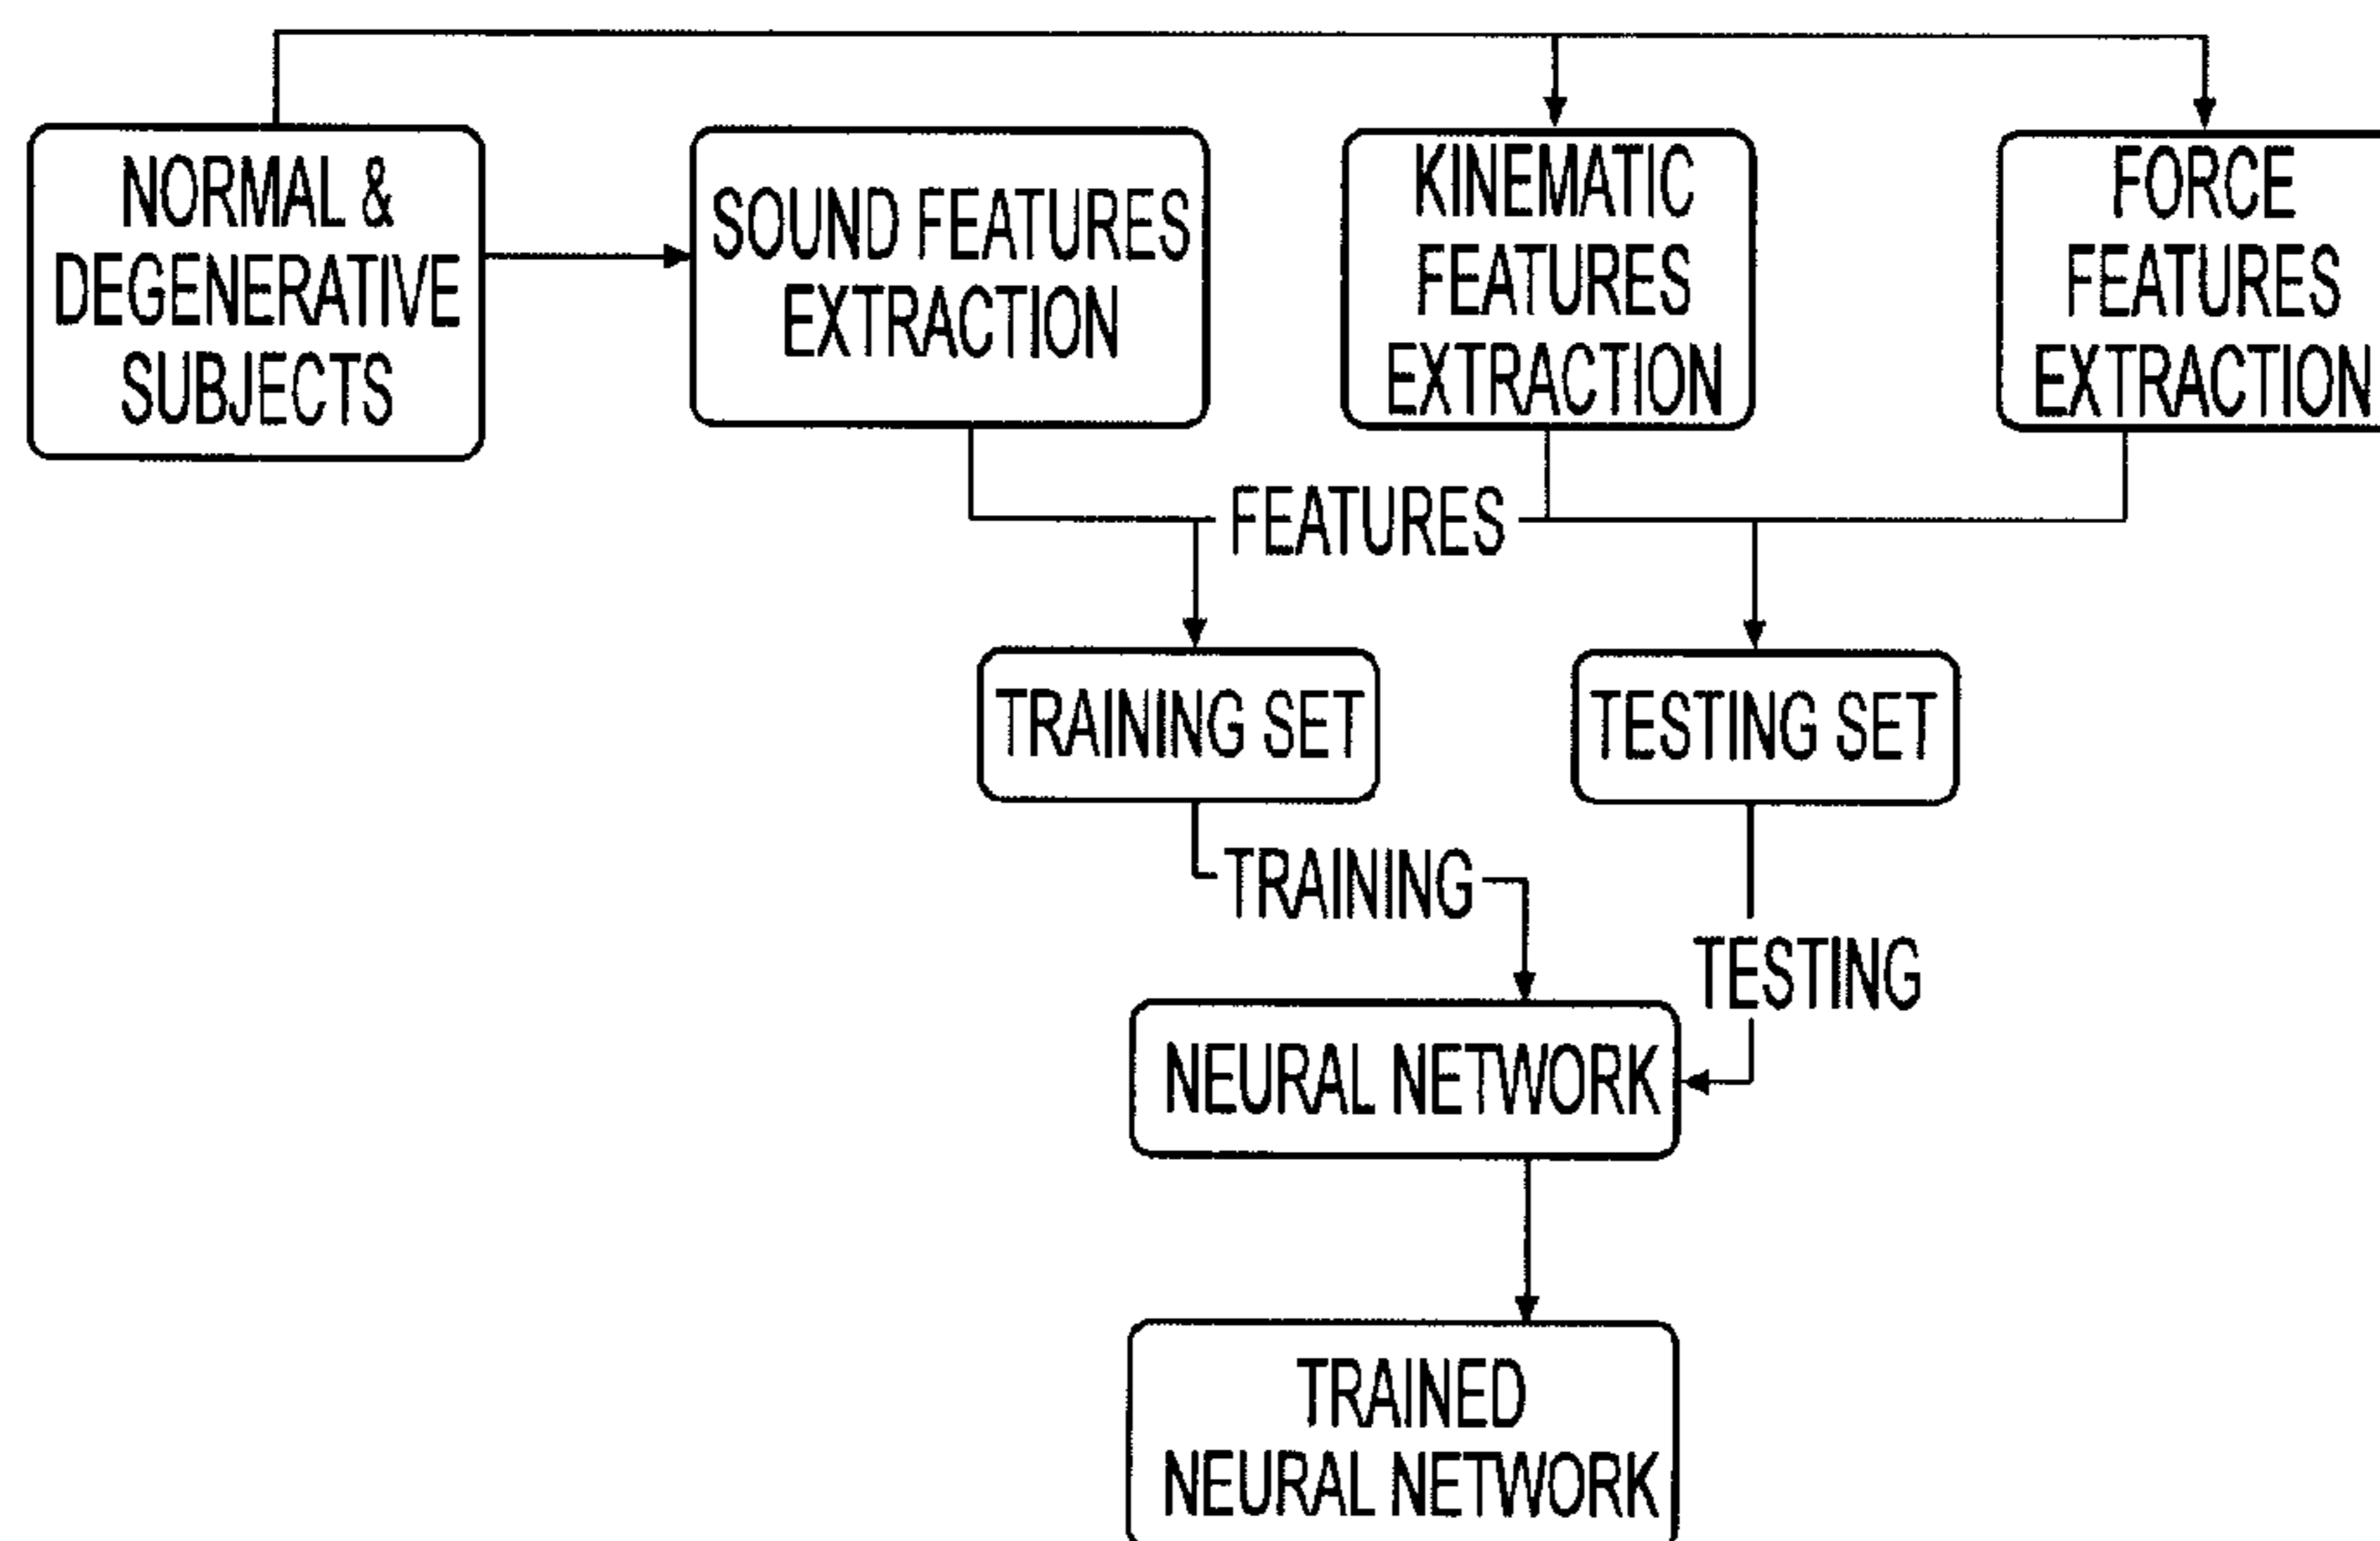 NORMAL &
DEGENERATIVE
SUBJECTS
SOUND FEATURES
EXTRACTION
KINEMATIC
FEATURES
EXTRACTION
FORCE
FEATURES
EXTRACTION
FEATURES
TRAINING SET
TESTING SET
TRAINING
TESTING
NEURAL NETWORK
TRAINED
NEURAL NETWORK